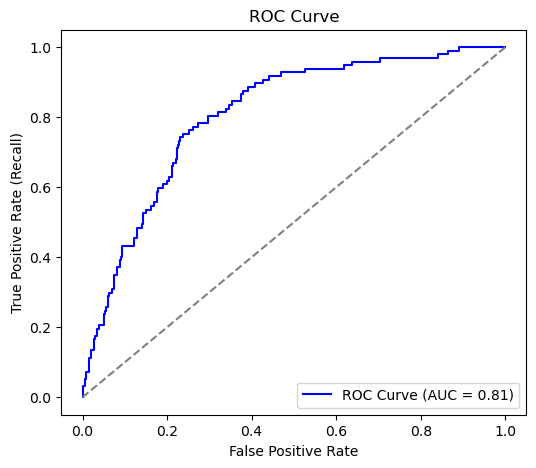 ROC Curve
1.0
0.8
0.6
0.4
0.2
0.0
True Positive Rate (Recall)
ROC Curve (AUC = 0.81)
0.0 0.2 0.4 0.6 0.8 1.0
False Positive Rate